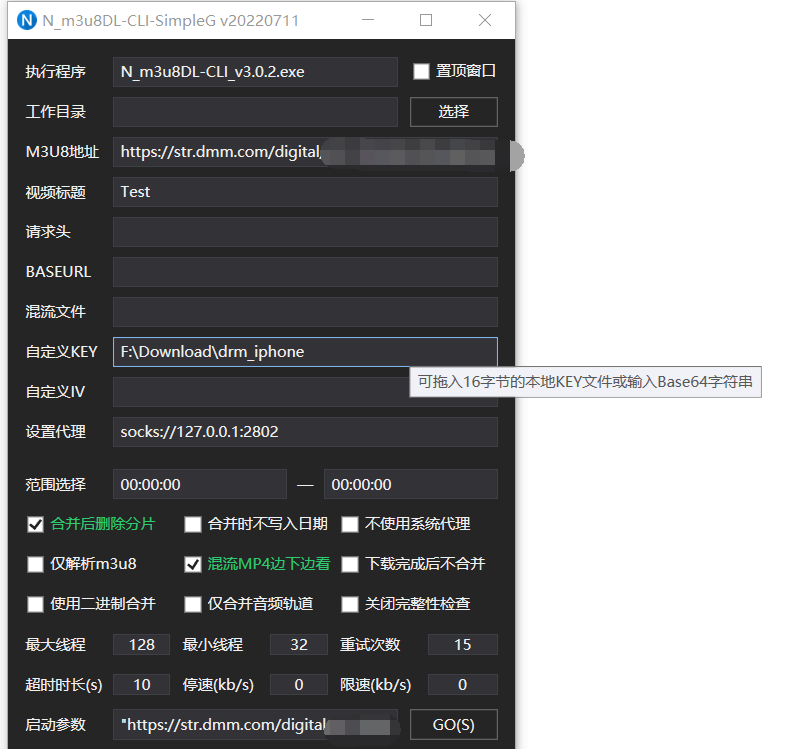 N_m3u8DL-CLI-SimpleG v20220711
执行程序 N_m3u8DL-CLI_v3.0.2.exe 置顶窗口
工作目录 选择
M3U8地址 https://str.dmm.com/digital
视频标题 Test
请求头
BASEURL
混流文件
自定义KEY F:\Download\drm_iphone
可拖入16字节的本地KEY文件或输入Base64字符串
自定义IV
设置代理 socks://127.0.0.1:2802
范围选择 00:00:00 — 00:00:00
合并后删除分片 合并时不写入日期 不使用系统代理
仅解析m3u8 混流MP4边下边看 下载完成后不合并
使用二进制合并 仅合并音频轨道 关闭完整性检查
最大线程 128 最小线程 32 重试次数 15
超时时长(s) 10 停速(kb/s) 0 限速(kb/s) 0
启动参数 "https://str.dmm.com/digital GO(S)